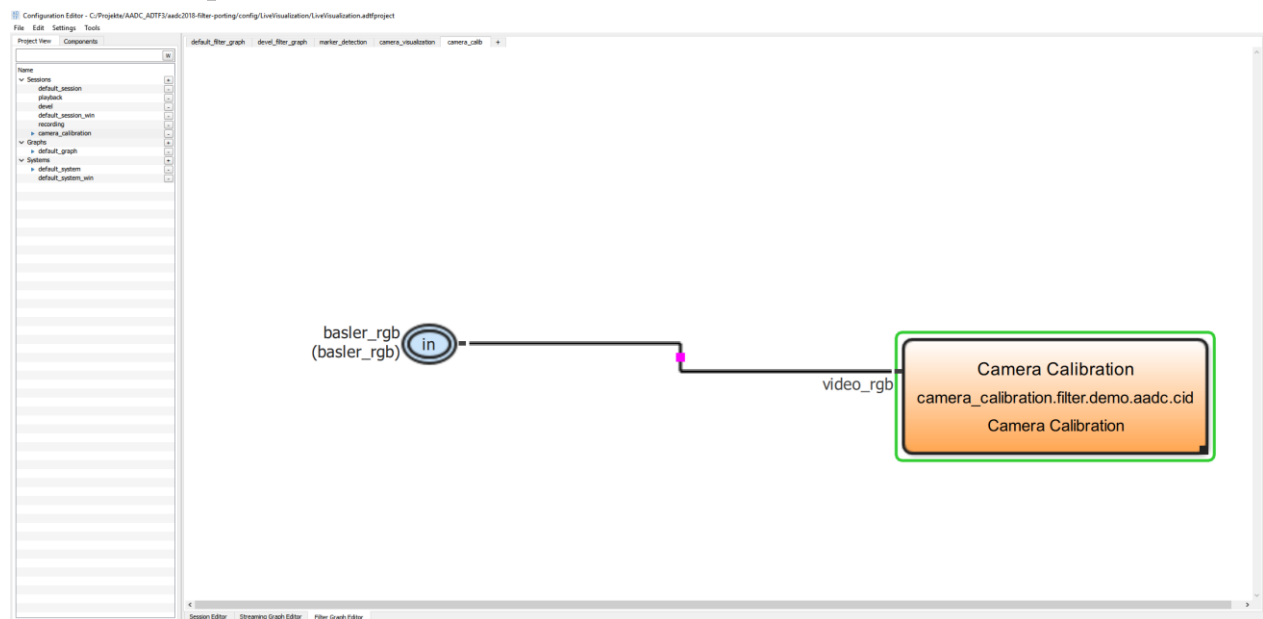 Configuration Editor - C:/Projekte/AADC_ADTF3/aadc2018-filter-porting/config/LiveVisualization/LiveVisualization.adtfproject
File Edit Settings Tools
Project View Components
default_filter_graph devel_filter_graph marker_detection camera_visualization camera_calib +
W
Name
Sessions +
default_session -
playback -
devel -
default_session_win -
recording -
camera_calibration -
Graphs +
default_graph -
Systems +
default_system -
default_system_win -
basler_rgb
(basler_rgb)
in
video_rgb
Camera Calibration
camera_calibration.filter.demo.aadc.cid
Camera Calibration
Session Editor Streaming Graph Editor Filter Graph Editor